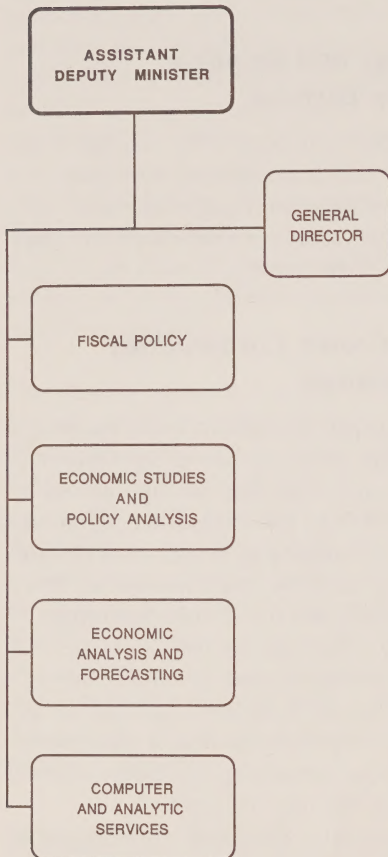 ASSISTANT
DEPUTY MINISTER
GENERAL
DIRECTOR
FISCAL POLICY
ECONOMIC STUDIES
AND
POLICY ANALYSIS
ECONOMIC
ANALYSIS AND
FORECASTING
COMPUTER
AND ANALYTIC
SERVICES